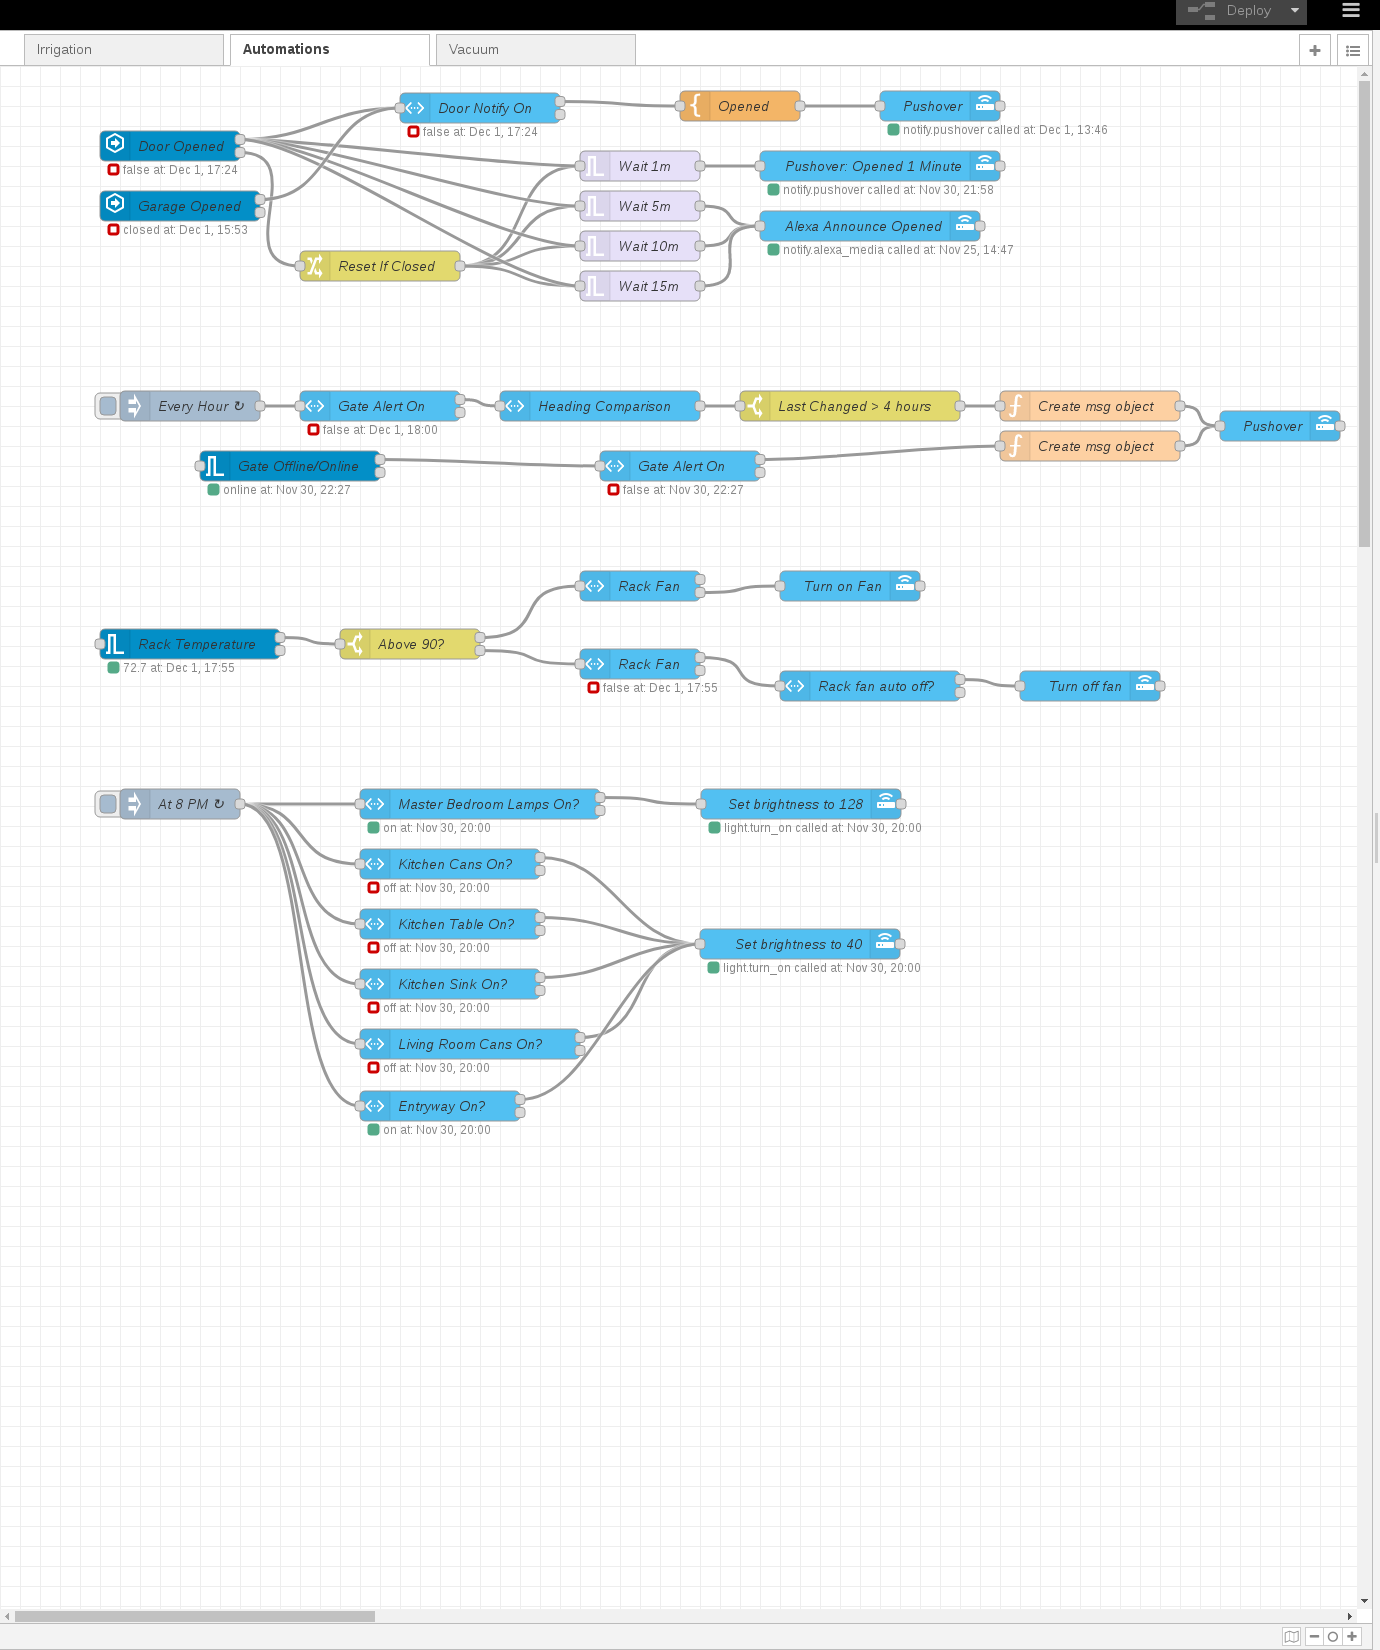 Deploy
Irrigation
Automations
Vacuum
Door Notify On
false at: Dec 1, 17:24
Opened
Pushover
notify.pushover called at: Dec 1, 13:46
Door Opened
false at: Dec 1, 17:24
Wait 1m
Pushover: Opened 1 Minute
notify.pushover called at: Nov 30, 21:58
Garage Opened
closed at: Dec 1, 15:53
Wait 5m
Alexa Announce Opened
notify.alexa_media called at: Nov 25, 14:47
Wait 10m
Reset If Closed
Wait 15m
Every Hour ↻
Gate Alert On
false at: Dec 1, 18:00
Heading Comparison
Last Changed > 4 hours
Create msg object
Pushover
Create msg object
Gate Offline/Online
online at: Nov 30, 22:27
Gate Alert On
false at: Nov 30, 22:27
Rack Fan
Turn on Fan
Rack Temperature
72.7 at: Dec 1, 17:55
Above 90?
Rack Fan
false at: Dec 1, 17:55
Rack fan auto off?
Turn off fan
At 8 PM ↻
Master Bedroom Lamps On?
on at: Nov 30, 20:00
Set brightness to 128
light.turn_on called at: Nov 30, 20:00
Kitchen Cans On?
off at: Nov 30, 20:00
Kitchen Table On?
off at: Nov 30, 20:00
Set brightness to 40
light.turn_on called at: Nov 30, 20:00
Kitchen Sink On?
off at: Nov 30, 20:00
Living Room Cans On?
off at: Nov 30, 20:00
Entryway On?
on at: Nov 30, 20:00